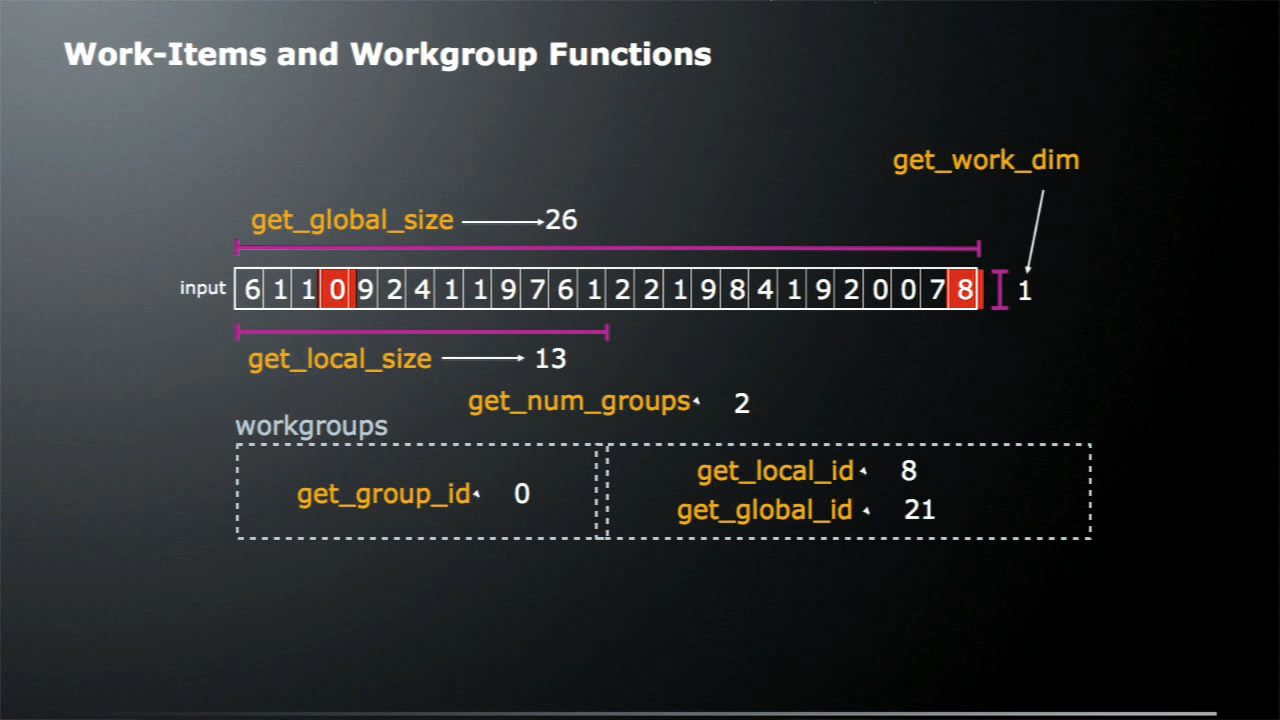 Work-Items and Workgroup Functions
get_work_dim
get_global_size 26
input 6 1 1 0 9 2 4 1 1 9 7 6 1 2 2 1 9 8 4 1 9 2 0 0 7 8 1
get_local_size 13
get_num_groups 2
workgroups
get_local_id 8
get_group_id 0
get_global_id 21